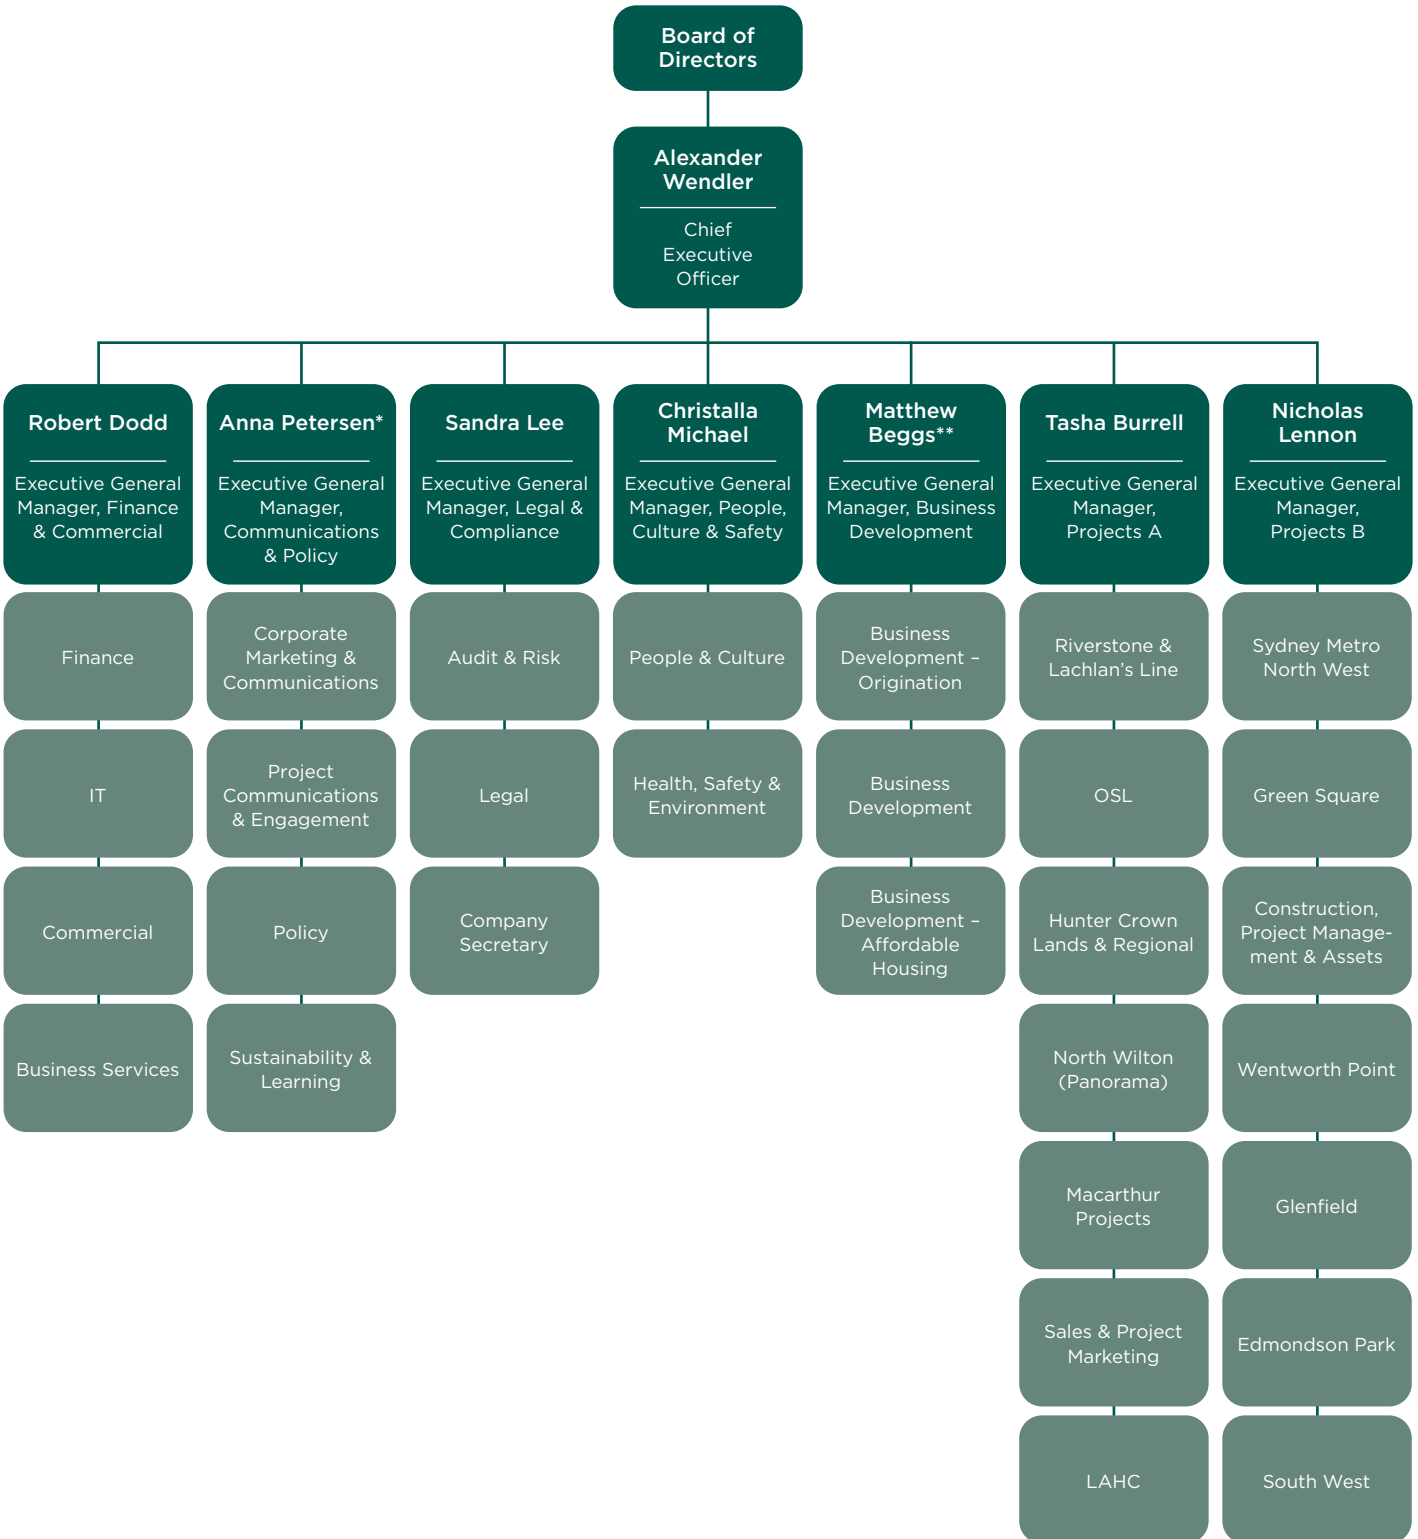 Board of
Directors
Alexander
Wendler
Chief
Executive
Officer
Robert Dodd
Executive General
Manager, Finance
& Commercial
Finance
IT
Commercial
Business Services
Anna Petersen*
Executive General
Manager,
Communications
& Policy
Corporate
Marketing &
Communications
Project
Communications
& Engagement
Policy
Sustainability &
Learning
Sandra Lee
Executive General
Manager, Legal &
Compliance
Audit & Risk
Legal
Company
Secretary
Christalla
Michael
Executive General
Manager, People,
Culture & Safety
People & Culture
Health, Safety &
Environment
Matthew
Beggs**
Executive General
Manager, Business
Development
Business
Development –
Origination
Business
Development
Business
Development –
Affordable
Housing
Tasha Burrell
Executive General
Manager,
Projects A
Riverstone &
Lachlan’s Line
OSL
Hunter Crown
Lands & Regional
North Wilton
(Panorama)
Macarthur
Projects
Sales & Project
Marketing
LAHC
Nicholas
Lennon
Executive General
Manager,
Projects B
Sydney Metro
North West
Green Square
Construction,
Project Manage-
ment & Assets
Wentworth Point
Glenfield
Edmondson Park
South West